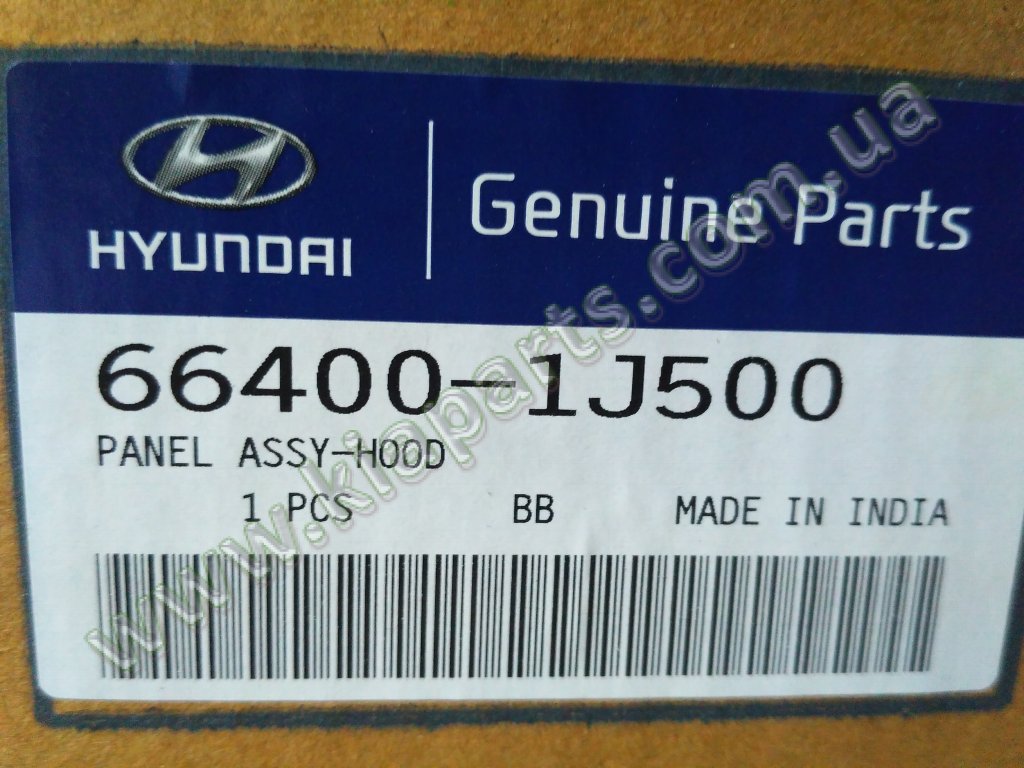 HYUNDAI
Genuine Parts
66400-1J500
PANEL ASSY-HOOD
1 PCS BB MADE IN INDIA
www.kiaparts.com.ua